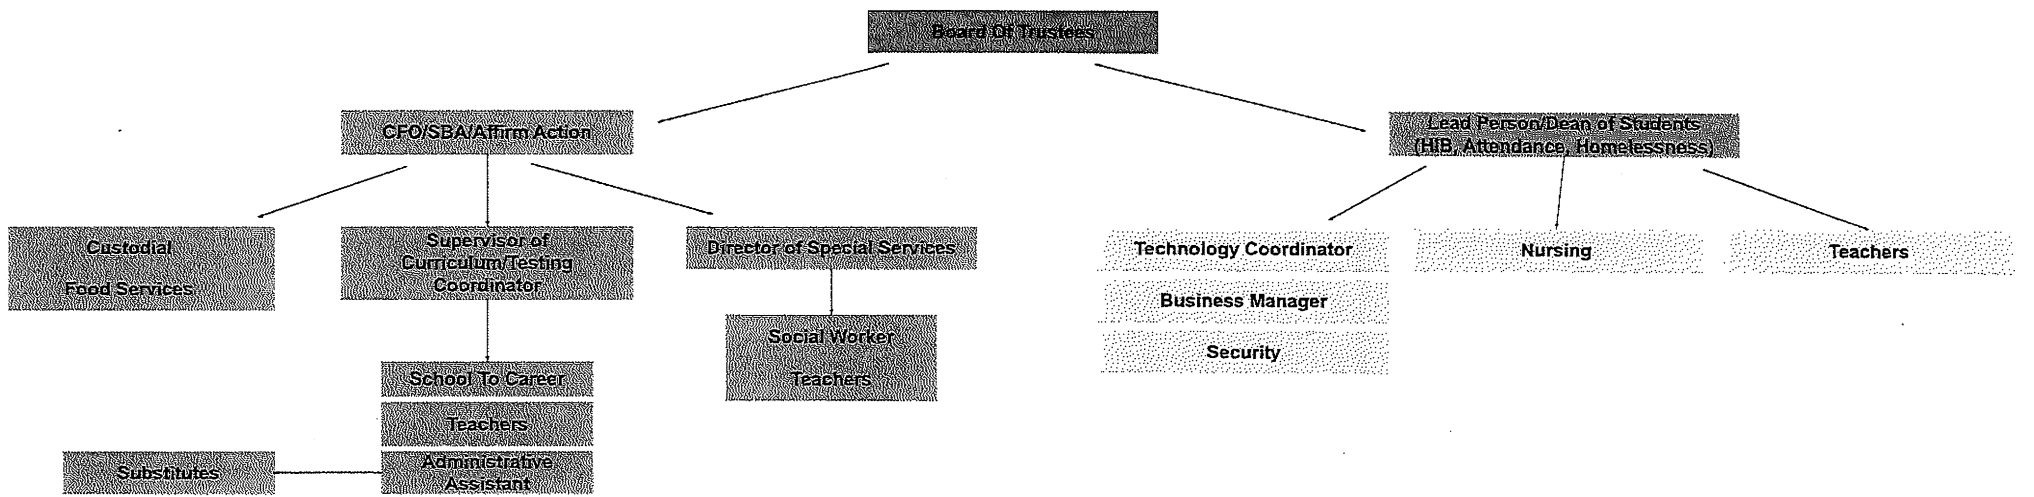 Board Of Trustees
CFO/SBA/Affirm Action
Lead Person/Dean of Students
(HIB, Attendance, Homelessness)
Custodial
Food Services
Supervisor of
Curriculum/Testing
Coordinator
Director of Special Services
Technology Coordinator
Nursing
Teachers
Business Manager
Security
Social Worker
Teachers
School To Career
Teachers
Substitutes
Administrative
Assistant